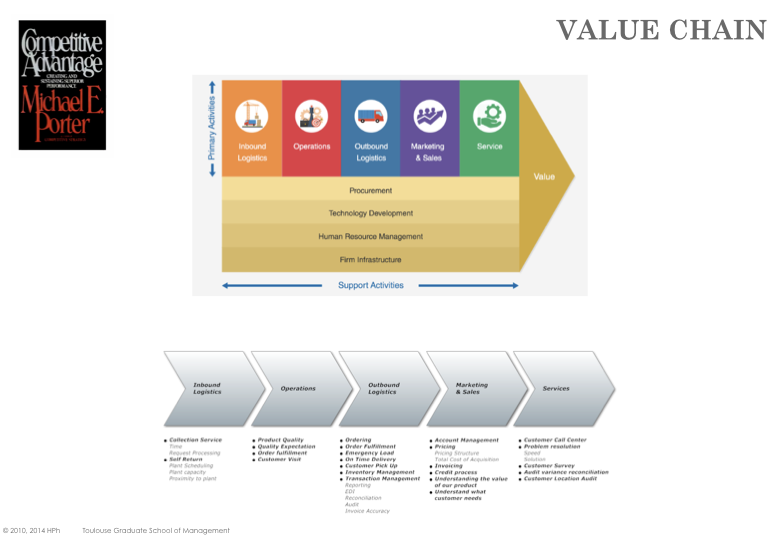 VALUE CHAIN
Competitive
Advantage
CREATING AND
SUSTAINING SUPERIOR
PERFORMANCE
Michael E.
Porter
Primary Activities
Inbound
Logistics
Operations
Outbound
Logistics
Marketing
& Sales
Service
Value
Procurement
Technology Development
Human Resource Management
Firm Infrastructure
Support Activities
Inbound
Logistics
Operations
Outbound
Logistics
Marketing
& Sales
Services
• Collection Service
Time
Request Processing
• Self Return
Plant Scheduling
Plant capacity
Proximity to plant
• Product Quality
• Quality Expectation
• Order fulfillment
• Customer Visit
• Ordering
• Order Fulfillment
• Emergency Load
• On Time Delivery
• Customer Pick Up
• Inventory Management
• Transaction Management
Reporting
EDI
Reconciliation
Audit
Invoice Accuracy
• Account Management
• Pricing
Pricing Structure
Total Cost of Acquisition
• Invoicing
• Credit process
• Understanding the value
of our product
• Understand what
customer needs
• Customer Call Center
• Problem resolution
Speed
Solution
• Customer Survey
• Audit variance reconciliation
• Customer Location Audit
© 2010, 2014 HPh
Toulouse Graduate School of Management